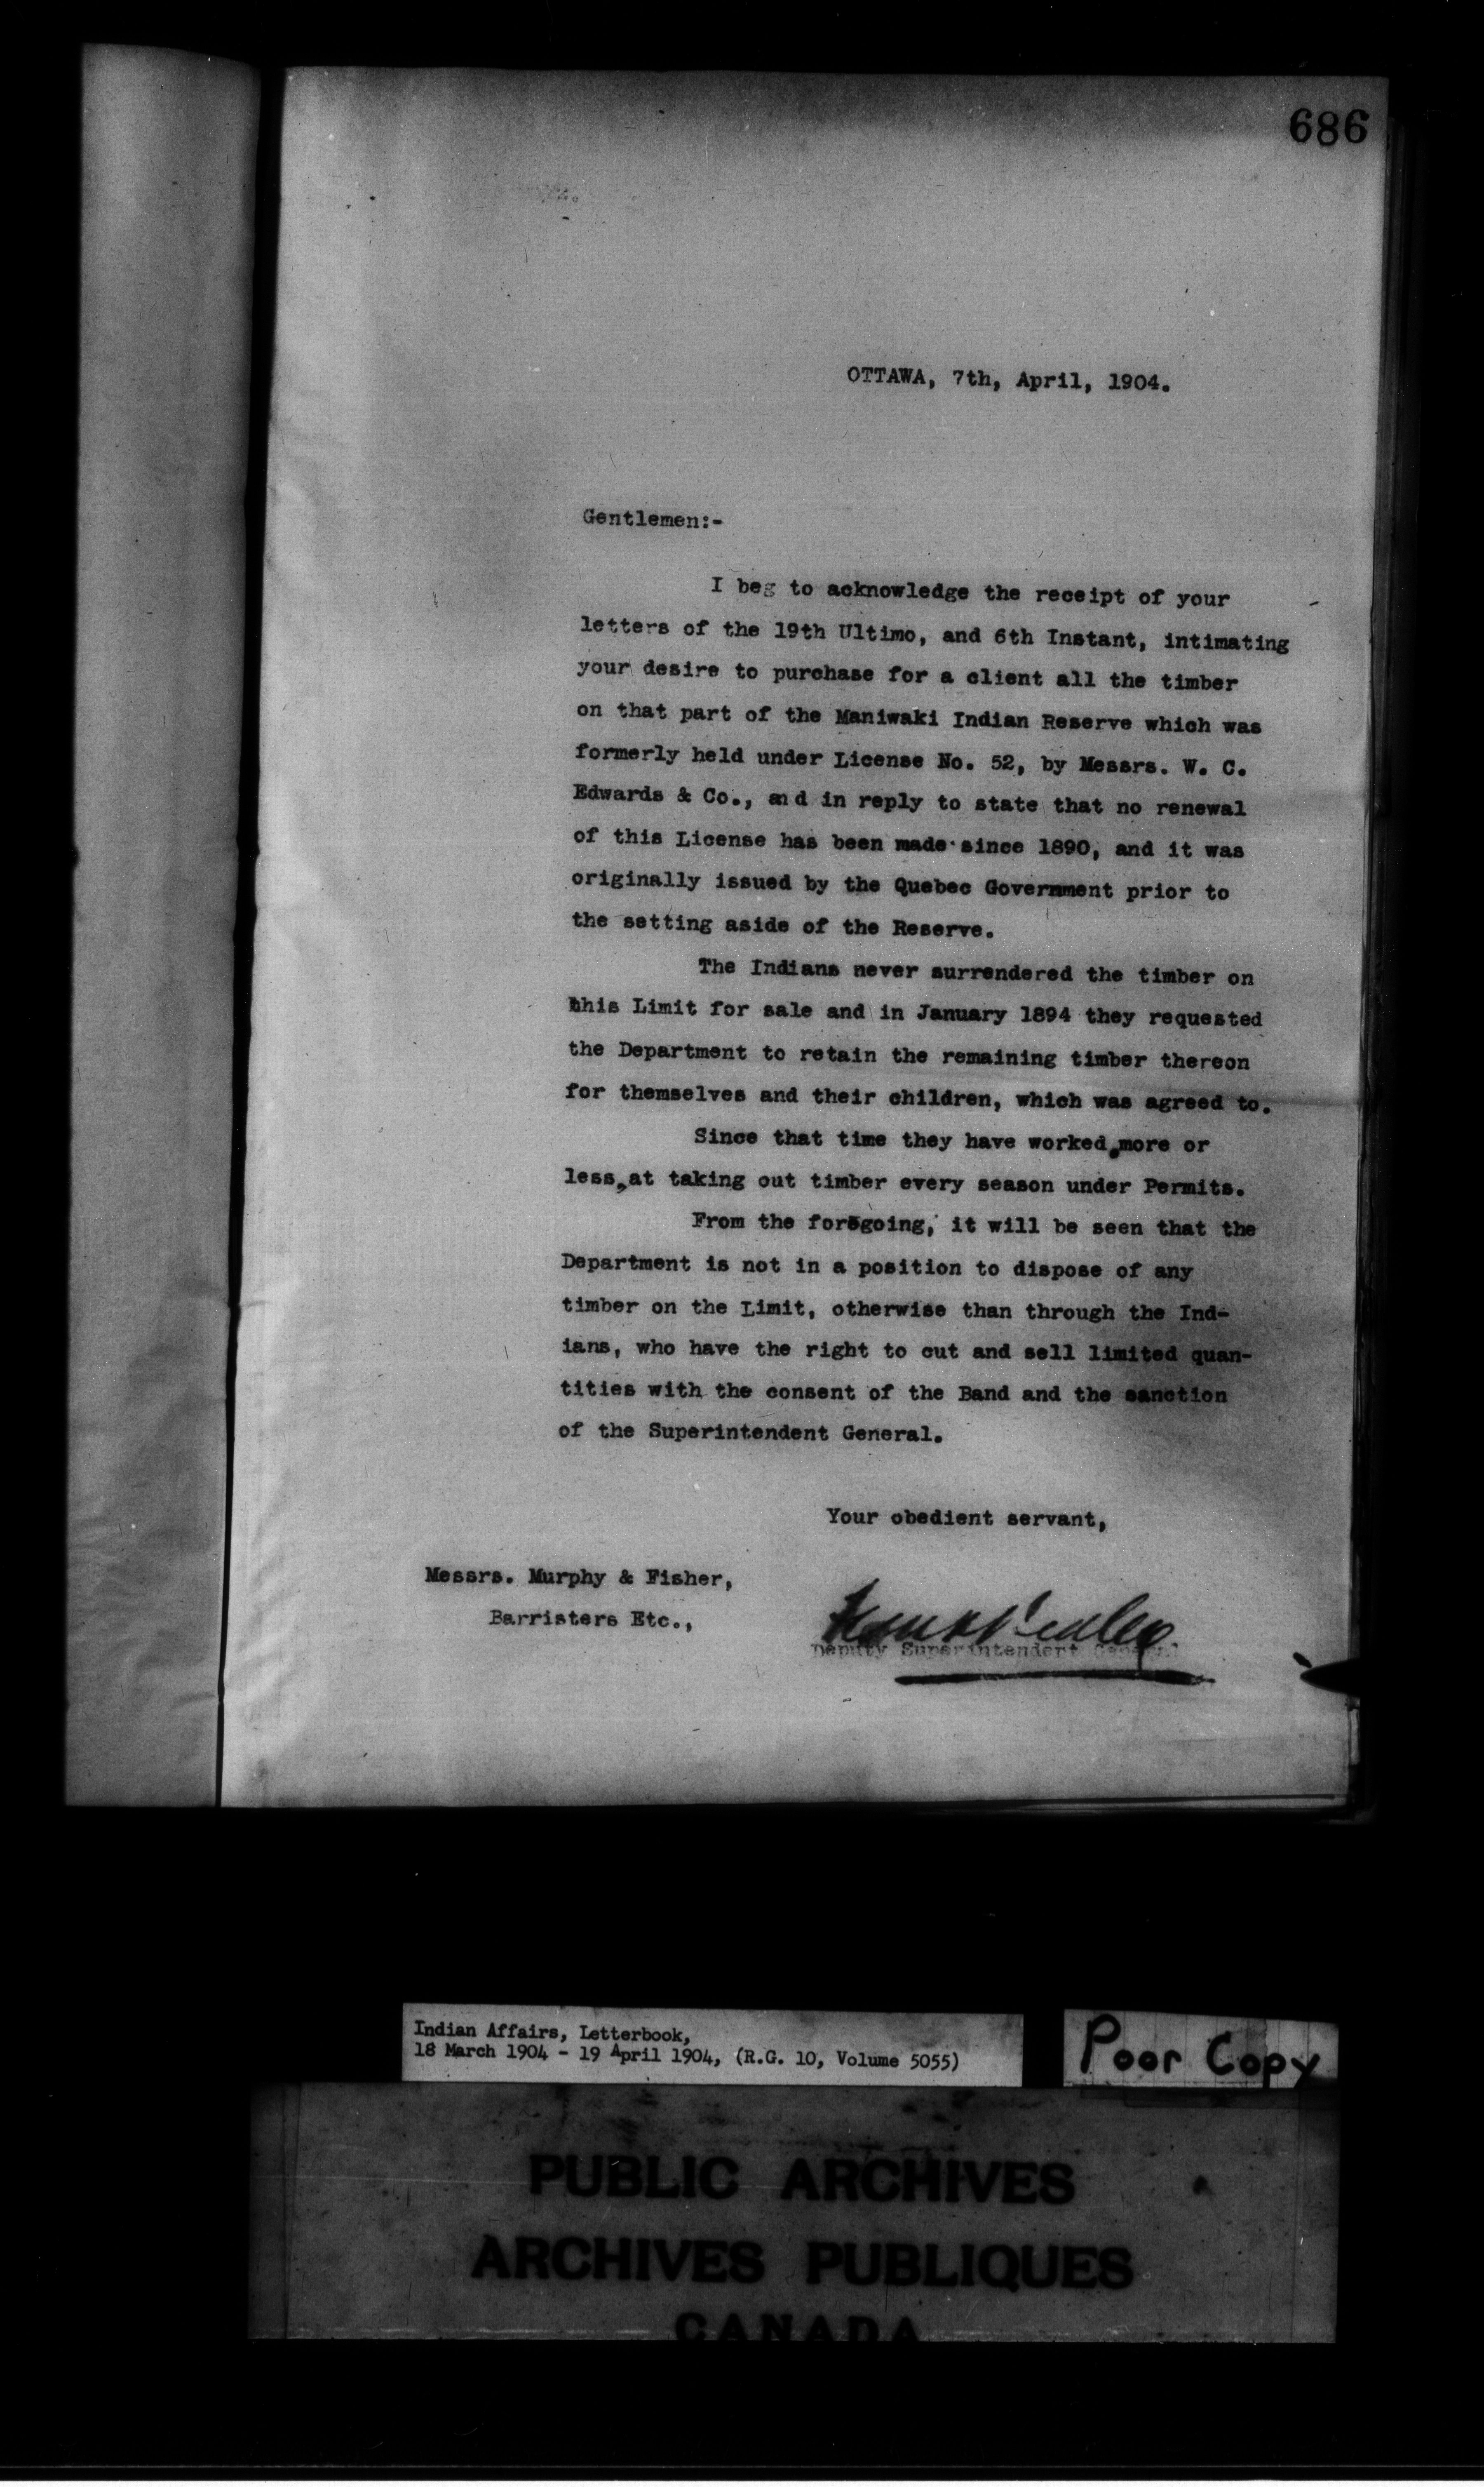 686
OTTAWA, 7th, April, 1904.
Gentlemen:-
I beg to acknowledge the receipt of your
letters of the 19th Ultimo, and 6th Instant, intimating
your desire to purchase for a client all the timber
on that part of the Maniwaki Indian Reserve which was
formerly held under License No. 52, by Messrs. W. C.
Edwards & Co., and in reply to state that no renewal
of this License has been made since 1890, and it was
originally issued by the Quebec Government prior to
the setting aside of the Reserve.
The Indians never surrendered the timber on
this Limit for sale and in January 1894 they requested
the Department to retain the remaining timber thereon
for themselves and their children, which was agreed to.
Since that time they have worked, more or
less, at taking out timber every season under Permits.
From the foregoing, it will be seen that the
Department is not in a position to dispose of any
timber on the Limit, otherwise than through the Ind-
ians, who have the right to cut and sell limited quan-
tities with the consent of the Band and the sanction
of the Superintendent General.
Your obedient servant,
Messrs. Murphy & Fisher,
Barristers Etc.,
Frank Pedley
Deputy Superintendent General.
Indian Affairs, Letterbook,
18 March 1904 - 19 April 1904, (R.G. 10, Volume 5055)
Poor Copy
PUBLIC ARCHIVES
ARCHIVES PUBLIQUES
CANADA